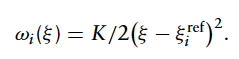 ωᵢ(ξ) = K/2(ξ − ξᵢʳᵉᶠ)².